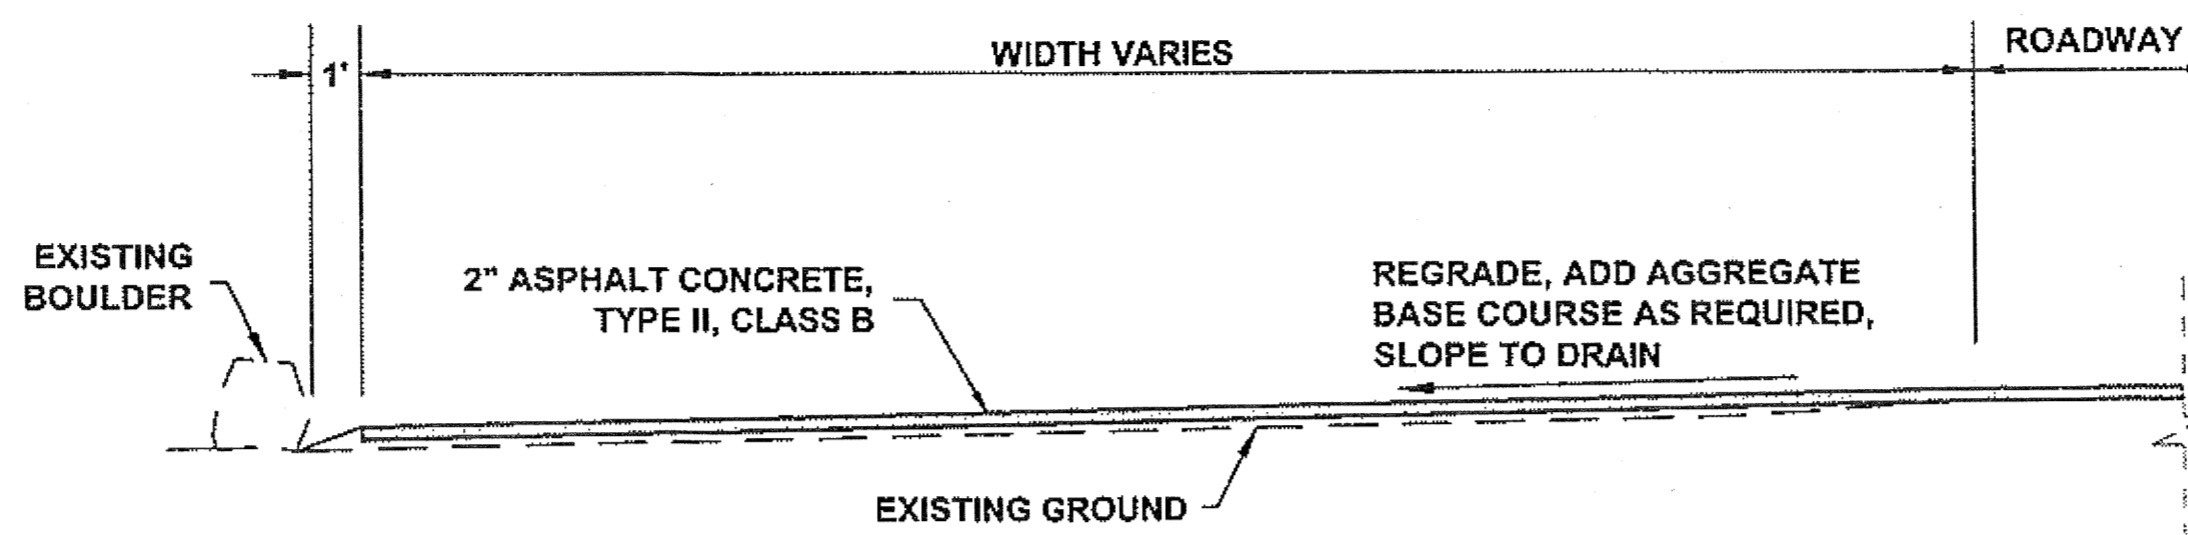 WIDTH VARIES
ROADWAY
1'
EXISTING
BOULDER
2" ASPHALT CONCRETE,
TYPE II, CLASS B
REGRADE, ADD AGGREGATE
BASE COURSE AS REQUIRED,
SLOPE TO DRAIN
EXISTING GROUND